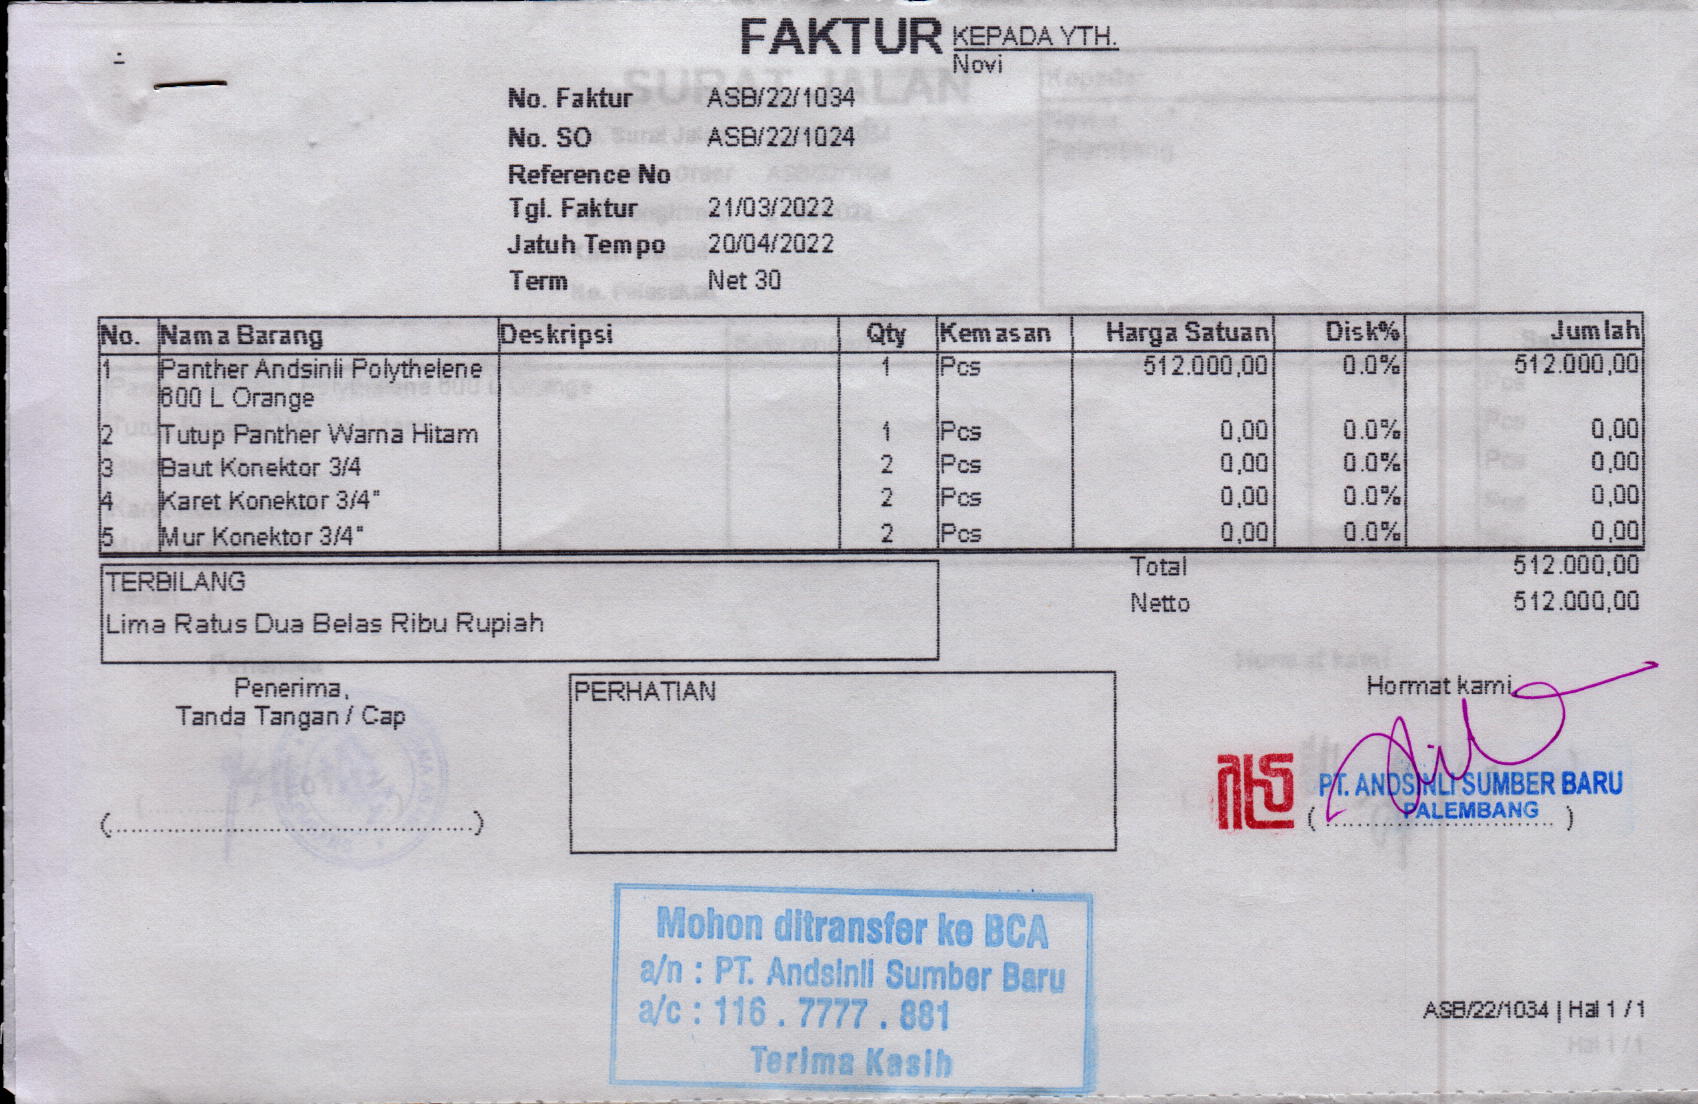 FAKTUR
KEPADA YTH.
Novi
No. Faktur ASB/22/1034
No. SO ASB/22/1024
Reference No
Tgl. Faktur 21/03/2022
Jatuh Tempo 20/04/2022
Term Net 30
No. Nama Barang Deskripsi Qty Kemasan Harga Satuan Disk% Jumlah
1 Panther Andsinli Polythelene 1 Pcs 512.000,00 0.0% 512.000,00
600 L Orange
2 Tutup Panther Warna Hitam 1 Pcs 0,00 0.0% 0,00
3 Baut Konektor 3/4 2 Pcs 0,00 0.0% 0,00
4 Karet Konektor 3/4" 2 Pcs 0,00 0.0% 0,00
5 Mur Konektor 3/4" 2 Pcs 0,00 0.0% 0,00
Total 512.000,00
Netto 512.000,00
TERBILANG
Lima Ratus Dua Belas Ribu Rupiah
Penerima,
Tanda Tangan / Cap
(................................................)
PERHATIAN
Hormat kami
PT. ANDSINLI SUMBER BARU
PALEMBANG
(..............................)
Mohon ditransfer ke BCA
a/n : PT. Andsinli Sumber Baru
a/c : 116 . 7777 . 881
Terima Kasih
ASB/22/1034 | Hal 1 / 1